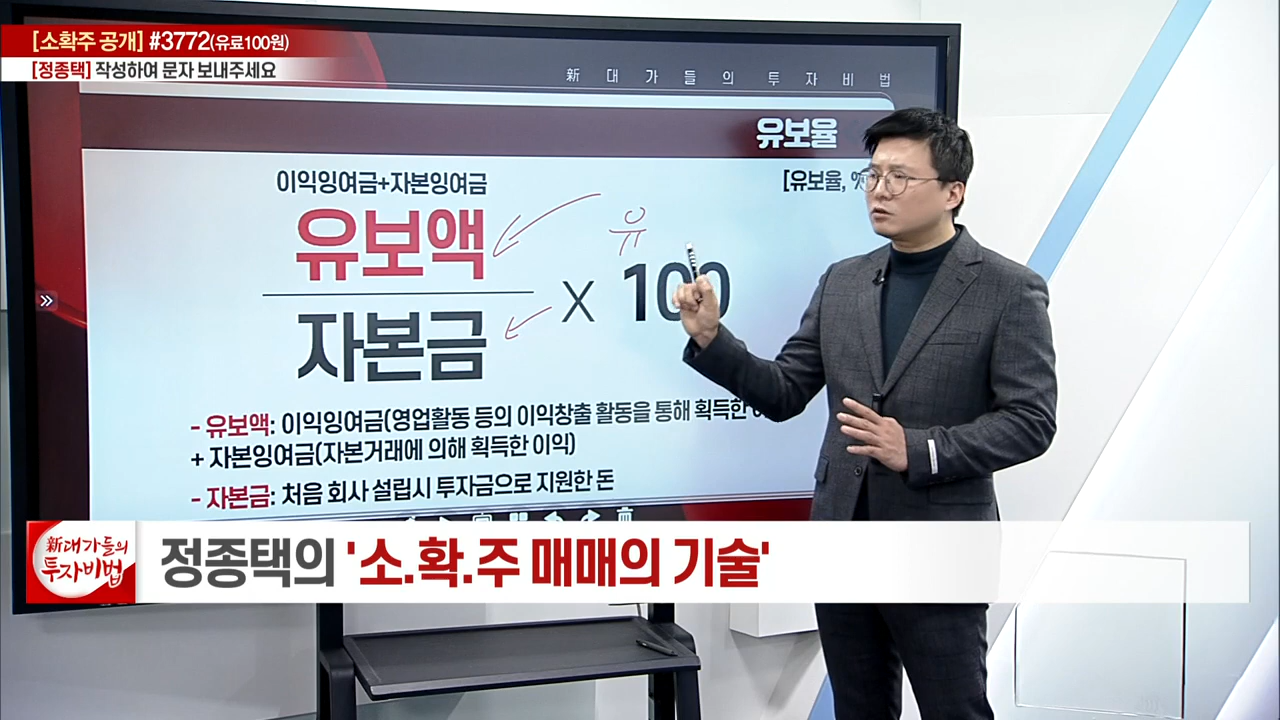 [소확주 공개] #3772(유료100원)
[정종택] 작성하여 문자 보내주세요
新 대 가 들 의 투 자 비 법
유보율
이익잉여금+자본잉여금
[유보율, %
유보액
유
X 100
자본금
- 유보액: 이익잉여금(영업활동 등의 이익창출 활동을 통해 획득한
+ 자본잉여금(자본거래에 의해 획득한 이익)
- 자본금: 처음 회사 설립시 투자금으로 지원한 돈
新대가들의
투자비법
정종택의 '소.확.주 매매의 기술'